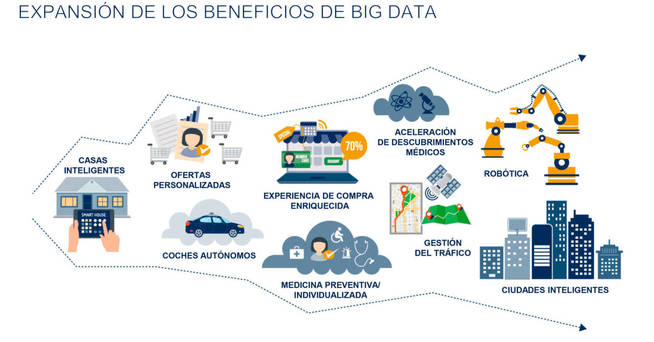 EXPANSIÓN DE LOS BENEFICIOS DE BIG DATA
CASAS
INTELIGENTES
SMART HOUSE
OFERTAS
PERSONALIZADAS
COCHES AUTÓNOMOS
SPECIAL
70%
EXPERIENCIA DE COMPRA
ENRIQUECIDA
MEDICINA PREVENTIVA/
INDIVIDUALIZADA
ACELERACIÓN
DE DESCUBRIMIENTOS
MÉDICOS
GESTIÓN
DEL TRÁFICO
ROBÓTICA
CIUDADES INTELIGENTES